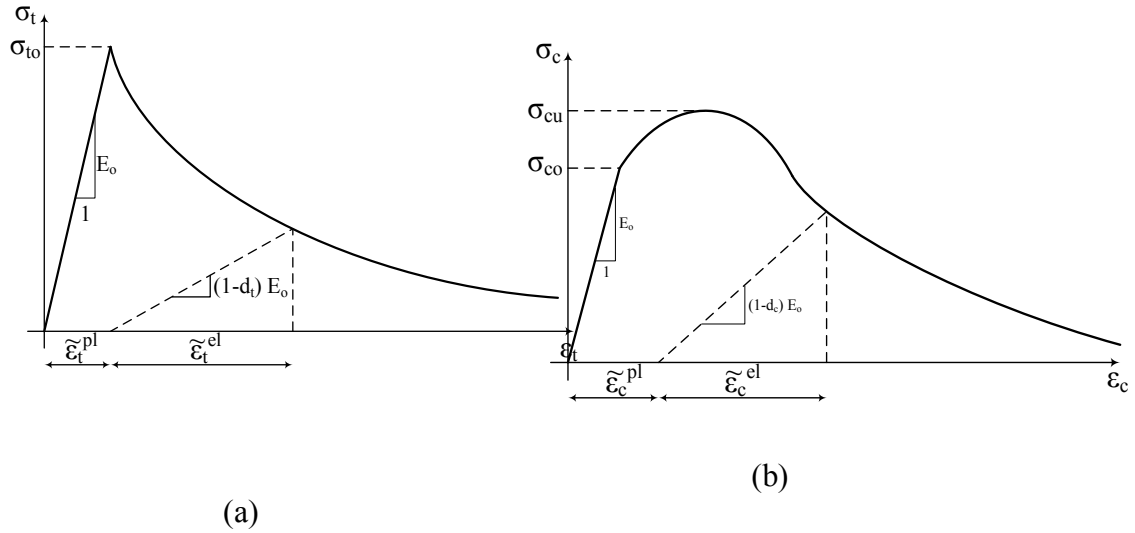 σt
σto
Eo
1
(1-dt) Eo
εt
ε̃t^pl
ε̃t^el
(a)
σc
σcu
σco
Eo
1
(1-dc) Eo
εc
ε̃c^pl
ε̃c^el
(b)